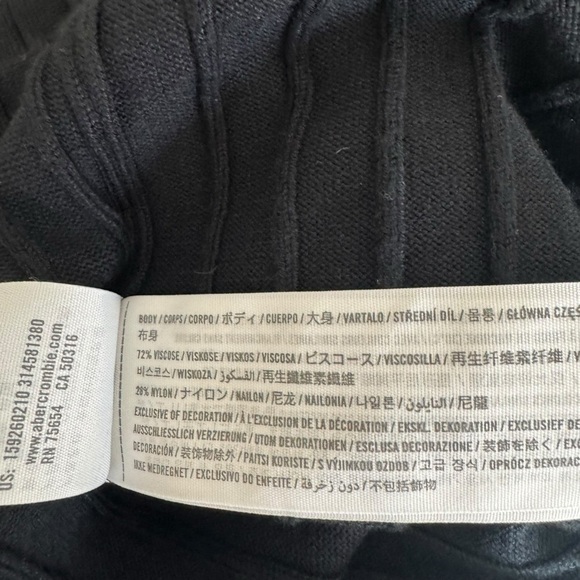 US: 159260210 314581380
www.abercrombie.com
RN 75654 CA 50316
BODY / CORPS / CORPO / ボディ / CUERPO / 大身 / VARTALO / STŘEDNÍ DÍL / 몸통 / GŁÓWNA CZĘŚ
布身
72% VISCOSE / VISKOSE / VISKOS / VISCOSA / ビスコース / VISCOSILLA / 再生纤维素纤维 /
비스코스 / WISKOZA / الفسكوز / 再生纖維素纖維
28% NYLON / ナイロン / NAILON / 尼龙 / NAILONIA / 나일론 / النايلون / 尼龍
EXCLUSIVE OF DECORATION / À L'EXCLUSION DE LA DÉCORATION / EKSKL. DEKORATION / EXCLUSIEF DE
AUSSCHLIESSLICH VERZIERUNG / UTOM DEKORATIONEN / ESCLUSA DECORAZIONE / 装飾を除く / EXC
DECORACIÓN / 装饰物除外 / PAITSI KORISTE / S VÝJIMKOU OZDOB / 고급 장식 / OPRÓCZ DEKORAC
IKKE MEDREGNET / EXCLUSIVO DO ENFEITE / دون زخرفة / 不包括飾物